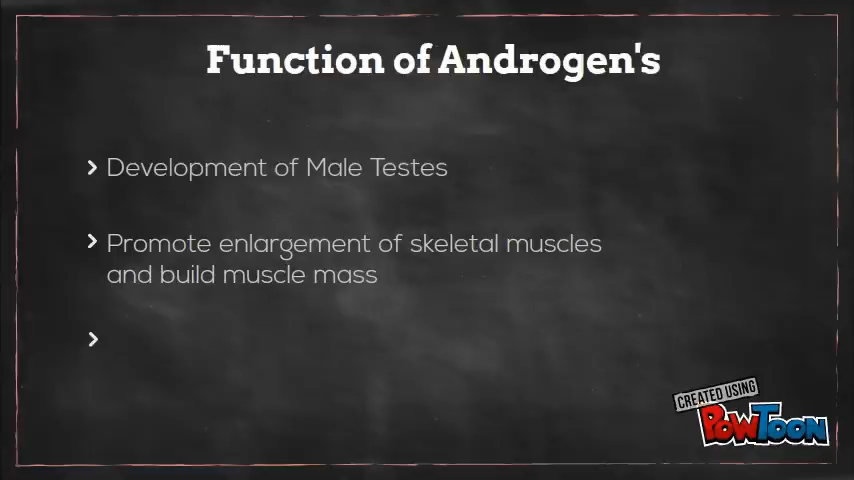 Function of Androgen's
Development of Male Testes
Promote enlargement of skeletal muscles
and build muscle mass
CREATED USING
POWTOON